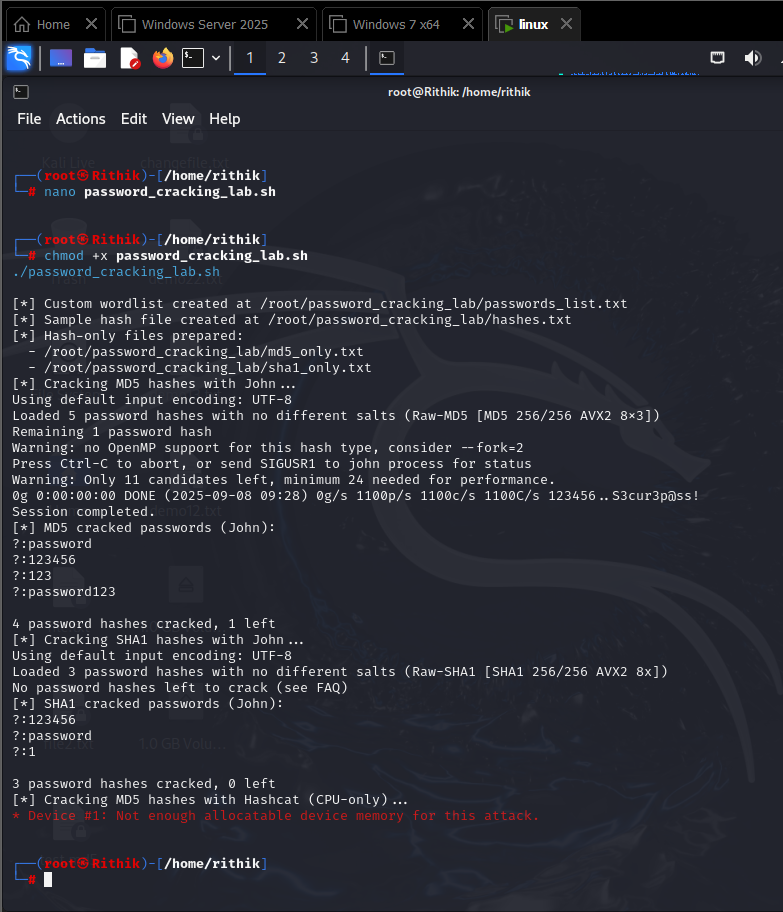 Home
Windows Server 2025
Windows 7 x64
linux
1 2 3 4
root@Rithik: /home/rithik
File Actions Edit View Help
┌──(root㉿Rithik)-[/home/rithik]
└─# nano password_cracking_lab.sh
┌──(root㉿Rithik)-[/home/rithik]
└─# chmod +x password_cracking_lab.sh
./password_cracking_lab.sh
[*] Custom wordlist created at /root/password_cracking_lab/passwords_list.txt
[*] Sample hash file created at /root/password_cracking_lab/hashes.txt
[*] Hash-only files prepared:
- /root/password_cracking_lab/md5_only.txt
- /root/password_cracking_lab/sha1_only.txt
[*] Cracking MD5 hashes with John...
Using default input encoding: UTF-8
Loaded 5 password hashes with no different salts (Raw-MD5 [MD5 256/256 AVX2 8×3])
Remaining 1 password hash
Warning: no OpenMP support for this hash type, consider --fork=2
Press Ctrl-C to abort, or send SIGUSR1 to john process for status
Warning: Only 11 candidates left, minimum 24 needed for performance.
0g 0:00:00:00 DONE (2025-09-08 09:28) 0g/s 1100p/s 1100c/s 1100C/s 123456..S3cur3p@ss!
Session completed.
[*] MD5 cracked passwords (John):
?:password
?:123456
?:123
?:password123
4 password hashes cracked, 1 left
[*] Cracking SHA1 hashes with John...
Using default input encoding: UTF-8
Loaded 3 password hashes with no different salts (Raw-SHA1 [SHA1 256/256 AVX2 8x])
No password hashes left to crack (see FAQ)
[*] SHA1 cracked passwords (John):
?:123456
?:password
?:1
3 password hashes cracked, 0 left
[*] Cracking MD5 hashes with Hashcat (CPU-only)...
* Device #1: Not enough allocatable device memory for this attack.
┌──(root㉿Rithik)-[/home/rithik]
└─#